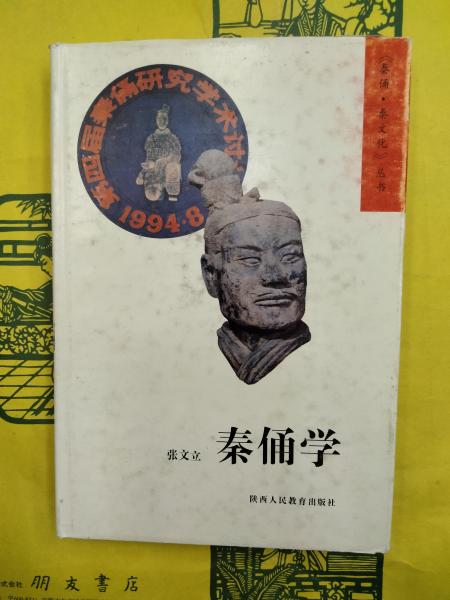 《秦俑·秦文化》丛书
第四届秦俑研究学术讨
1994·8
张文立 秦俑学
陕西人民教育出版社
式会社 朋友書店